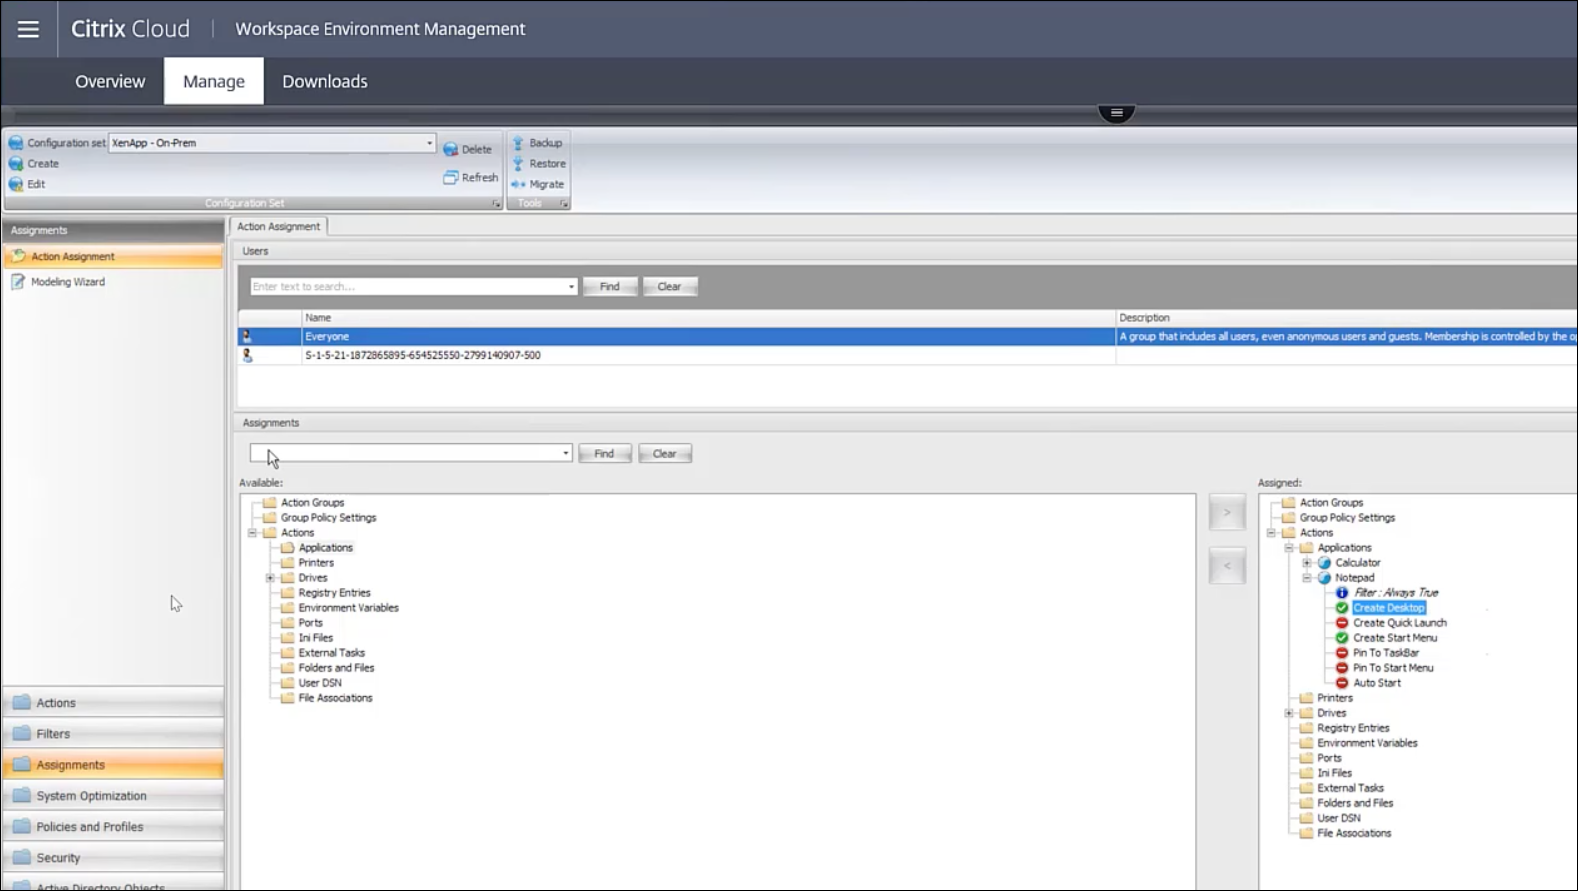 Citrix Cloud Workspace Environment Management
Overview Manage Downloads
Configuration set XenApp - On-Prem
Create
Edit
Delete
Refresh
Configuration Set
Backup
Restore
Migrate
Tools
Assignments
Action Assignment
Modeling Wizard
Actions
Filters
Assignments
System Optimization
Policies and Profiles
Security
Active Directory Objects
Action Assignment
Users
Enter text to search... Find Clear
Name Description
Everyone A group that includes all users, even anonymous users and guests. Membership is controlled by the
S-1-5-21-1872865895-654525550-2799140907-500
Assignments
Find Clear
Available:
Action Groups
Group Policy Settings
Actions
Applications
Printers
Drives
Registry Entries
Environment Variables
Ports
Ini Files
External Tasks
Folders and Files
User DSN
File Associations
>
<
Assigned:
Action Groups
Group Policy Settings
Actions
Applications
Calculator
Notepad
Filter : Always True
Create Desktop
Create Quick Launch
Create Start Menu
Pin To TaskBar
Pin To Start Menu
Auto Start
Printers
Drives
Registry Entries
Environment Variables
Ports
Ini Files
External Tasks
Folders and Files
User DSN
File Associations